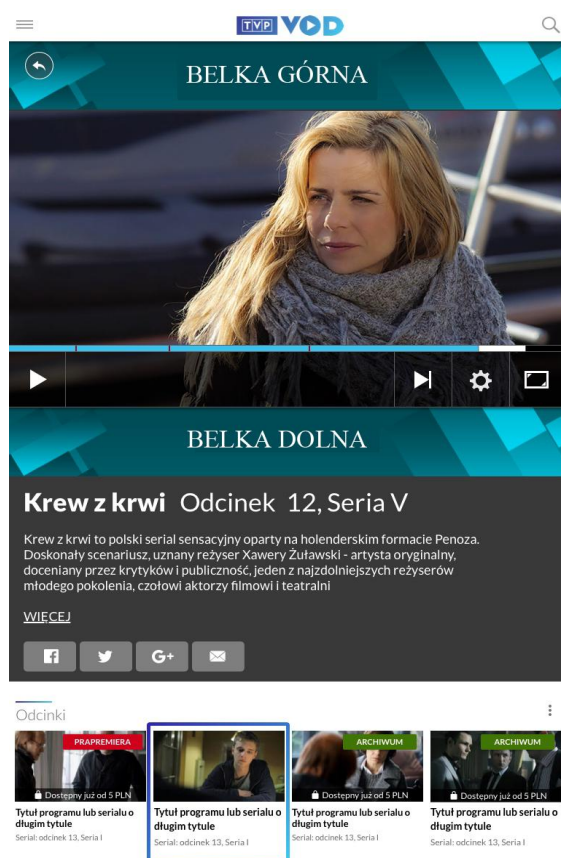 TVP VOD
BELKA GÓRNA
BELKA DOLNA
Krew z krwi Odcinek 12, Seria V
Krew z krwi to polski serial sensacyjny oparty na holenderskim formacie Penoza.
Doskonały scenariusz, uznany reżyser Xawery Żuławski - artysta oryginalny,
doceniany przez krytyków i publiczność, jeden z najzdolniejszych reżyserów
młodego pokolenia, czołowi aktorzy filmowi i teatralni
WIĘCEJ
G+
Odcinki
PRAPREMIERA
Dostępny już od 5 PLN
Tytuł programu lub serialu o
długim tytule
Serial: odcinek 13, Seria I
Tytuł programu lub serialu o
długim tytule
Serial: odcinek 13, Seria I
ARCHIWUM
Dostępny już od 5 PLN
Tytuł programu lub serialu o
długim tytule
Serial: odcinek 13, Seria I
ARCHIWUM
Dostępny już od 5 PLN
Tytuł programu lub serialu o
długim tytule
Serial: odcinek 13, Seria I